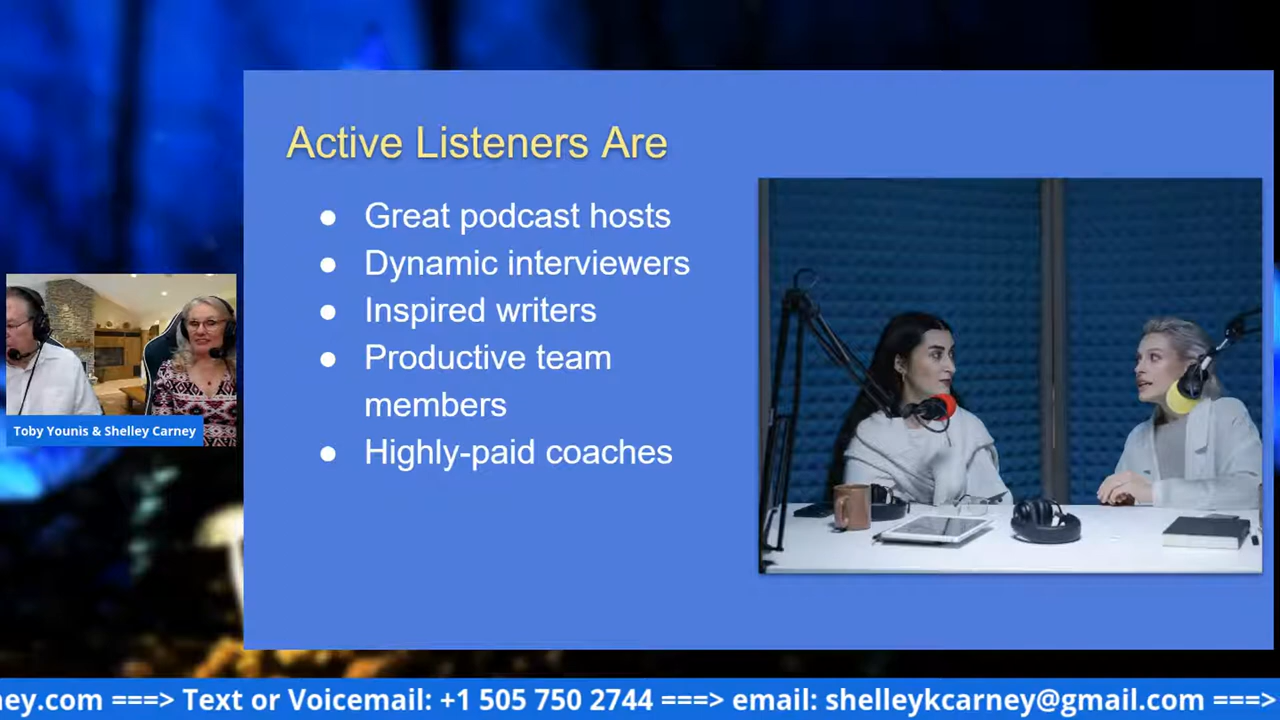 Active Listeners Are
● Great podcast hosts
● Dynamic interviewers
● Inspired writers
● Productive team
members
● Highly-paid coaches
Toby Younis & Shelley Carney
ey.com ===> Text or Voicemail: +1 505 750 2744 ===> email: shelleykcarney@gmail.com ===>